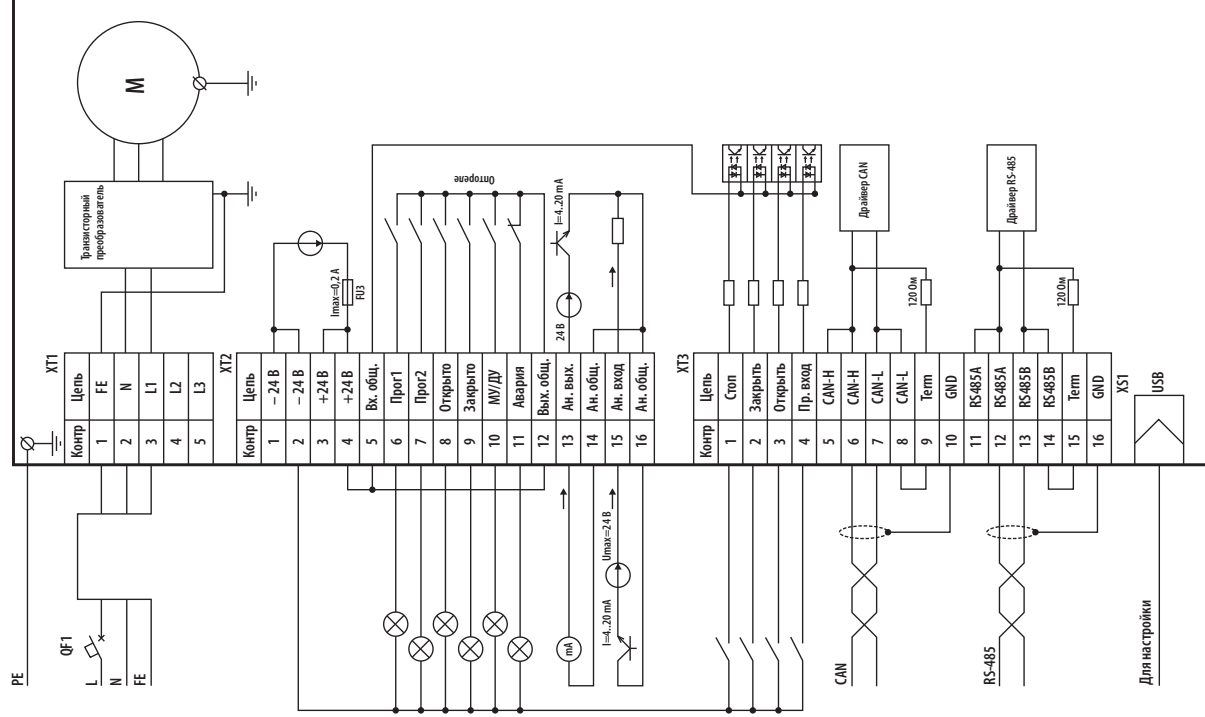 М
Транзисторный
преобразователь
XT1
Контр Цепь
1 FE
2 N
3 L1
4 L2
5 L3
PE
QF1
L
N
FE
XT2
Контр Цепь
1 – 24 В
2 – 24 В
3 +24 В
4 +24 В
5 Вх. общ.
6 Прог1
7 Прог2
8 Открыто
9 Закрыто
10 МУ/ДУ
11 Авария
12 Вых. общ.
13 Ан. вых.
14 Ан. общ.
15 Ан. вход
16 Ан. общ.
Imax=0,2 А
FU3
Оптореле
24 В
I=4..20 mA
mA
I=4..20 mA
Umax=24 В
XT3
Контр Цепь
1 Стоп
2 Закрыть
3 Открыть
4 Пр. вход
5 CAN-H
6 CAN-H
7 CAN-L
8 CAN-L
9 Term
10 GND
11 RS485A
12 RS485A
13 RS485B
14 RS485B
15 Term
16 GND
Драйвер CAN
120 Ом
Драйвер RS-485
120 Ом
CAN
RS-485
XS1
USB
Для настройки